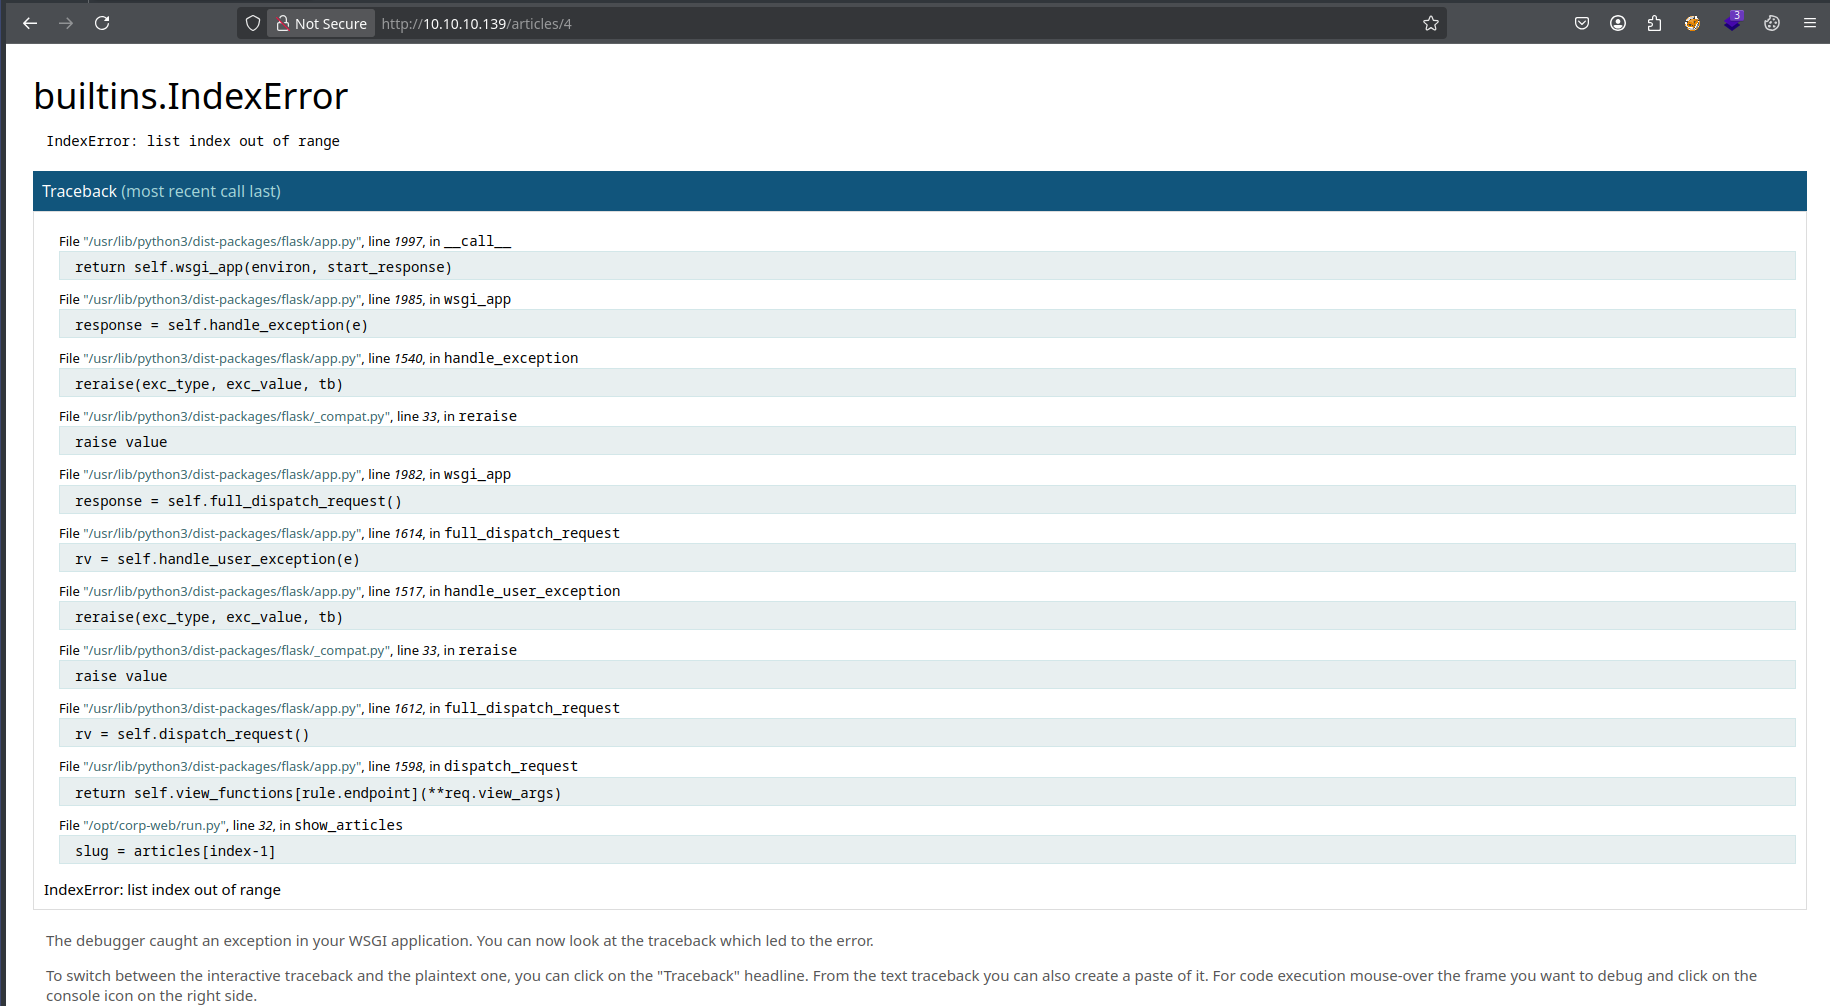 Not Secure http://10.10.10.139/articles/4
3
builtins.IndexError
IndexError: list index out of range
Traceback (most recent call last)
File "/usr/lib/python3/dist-packages/flask/app.py", line 1997, in __call__
return self.wsgi_app(environ, start_response)
File "/usr/lib/python3/dist-packages/flask/app.py", line 1985, in wsgi_app
response = self.handle_exception(e)
File "/usr/lib/python3/dist-packages/flask/app.py", line 1540, in handle_exception
reraise(exc_type, exc_value, tb)
File "/usr/lib/python3/dist-packages/flask/_compat.py", line 33, in reraise
raise value
File "/usr/lib/python3/dist-packages/flask/app.py", line 1982, in wsgi_app
response = self.full_dispatch_request()
File "/usr/lib/python3/dist-packages/flask/app.py", line 1614, in full_dispatch_request
rv = self.handle_user_exception(e)
File "/usr/lib/python3/dist-packages/flask/app.py", line 1517, in handle_user_exception
reraise(exc_type, exc_value, tb)
File "/usr/lib/python3/dist-packages/flask/_compat.py", line 33, in reraise
raise value
File "/usr/lib/python3/dist-packages/flask/app.py", line 1612, in full_dispatch_request
rv = self.dispatch_request()
File "/usr/lib/python3/dist-packages/flask/app.py", line 1598, in dispatch_request
return self.view_functions[rule.endpoint](**req.view_args)
File "/opt/corp-web/run.py", line 32, in show_articles
slug = articles[index-1]
IndexError: list index out of range
The debugger caught an exception in your WSGI application. You can now look at the traceback which led to the error.
To switch between the interactive traceback and the plaintext one, you can click on the "Traceback" headline. From the text traceback you can also create a paste of it. For code execution mouse-over the frame you want to debug and click on the
console icon on the right side.